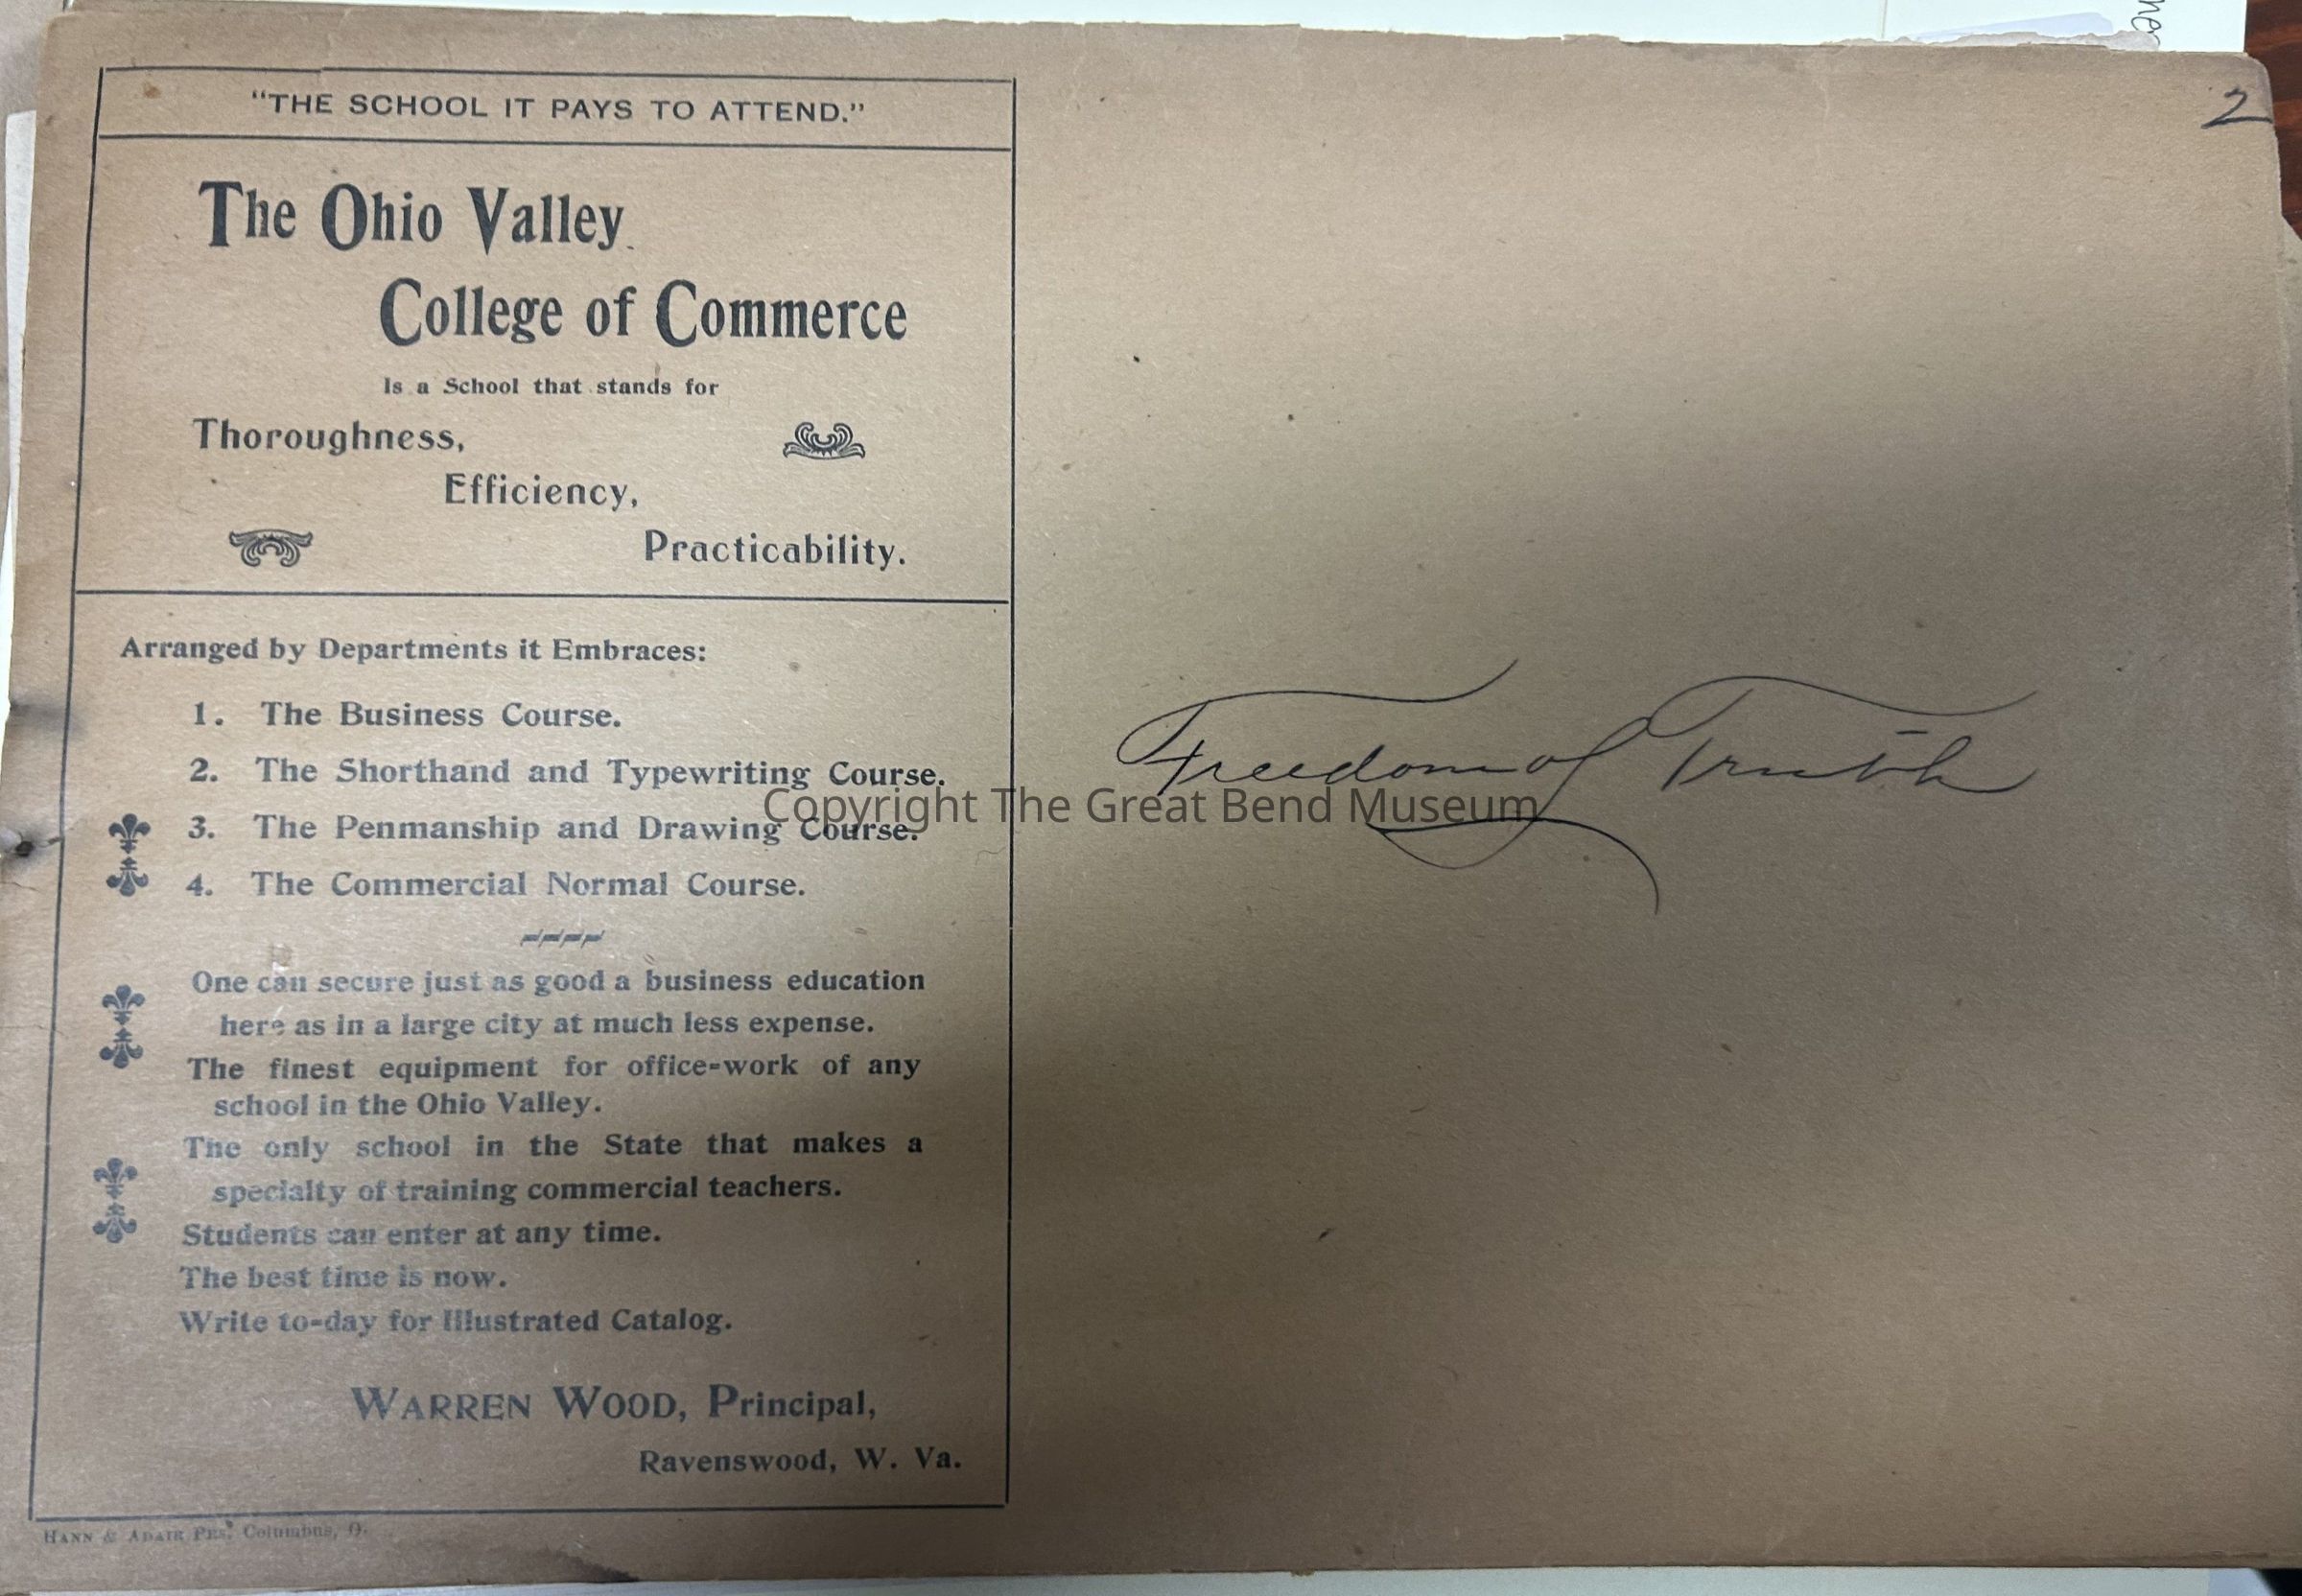 "THE SCHOOL IT PAYS TO ATTEND."
The Ohio Valley
College of Commerce
Is a School that stands for
Thoroughness,
Efficiency,
Practicability.
Arranged by Departments it Embraces:
1. The Business Course.
2. The Shorthand and Typewriting Course.
3. The Penmanship and Drawing Course.
4. The Commercial Normal Course.
One can secure just as good a business education
here as in a large city at much less expense.
The finest equipment for office-work of any
school in the Ohio Valley.
The only school in the State that makes a
specialty of training commercial teachers.
Students can enter at any time.
The best time is now.
Write to-day for Illustrated Catalog.
WARREN WOOD, Principal,
Ravenswood, W. Va.
HANN & ADAIR PRS. Columbus, O.
2
Freedom of Truth
Copyright The Great Bend Museum